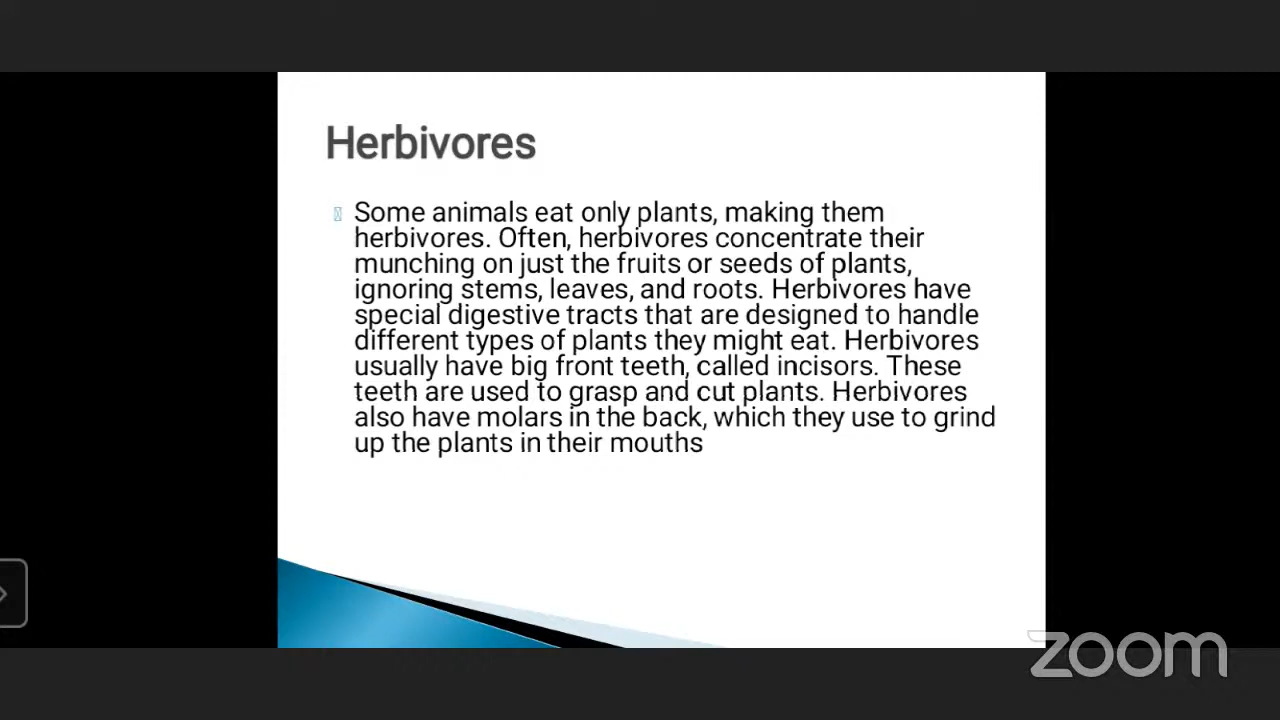 Herbivores
Some animals eat only plants, making them
herbivores. Often, herbivores concentrate their
munching on just the fruits or seeds of plants,
ignoring stems, leaves, and roots. Herbivores have
special digestive tracts that are designed to handle
different types of plants they might eat. Herbivores
usually have big front teeth, called incisors. These
teeth are used to grasp and cut plants. Herbivores
also have molars in the back, which they use to grind
up the plants in their mouths
zoom